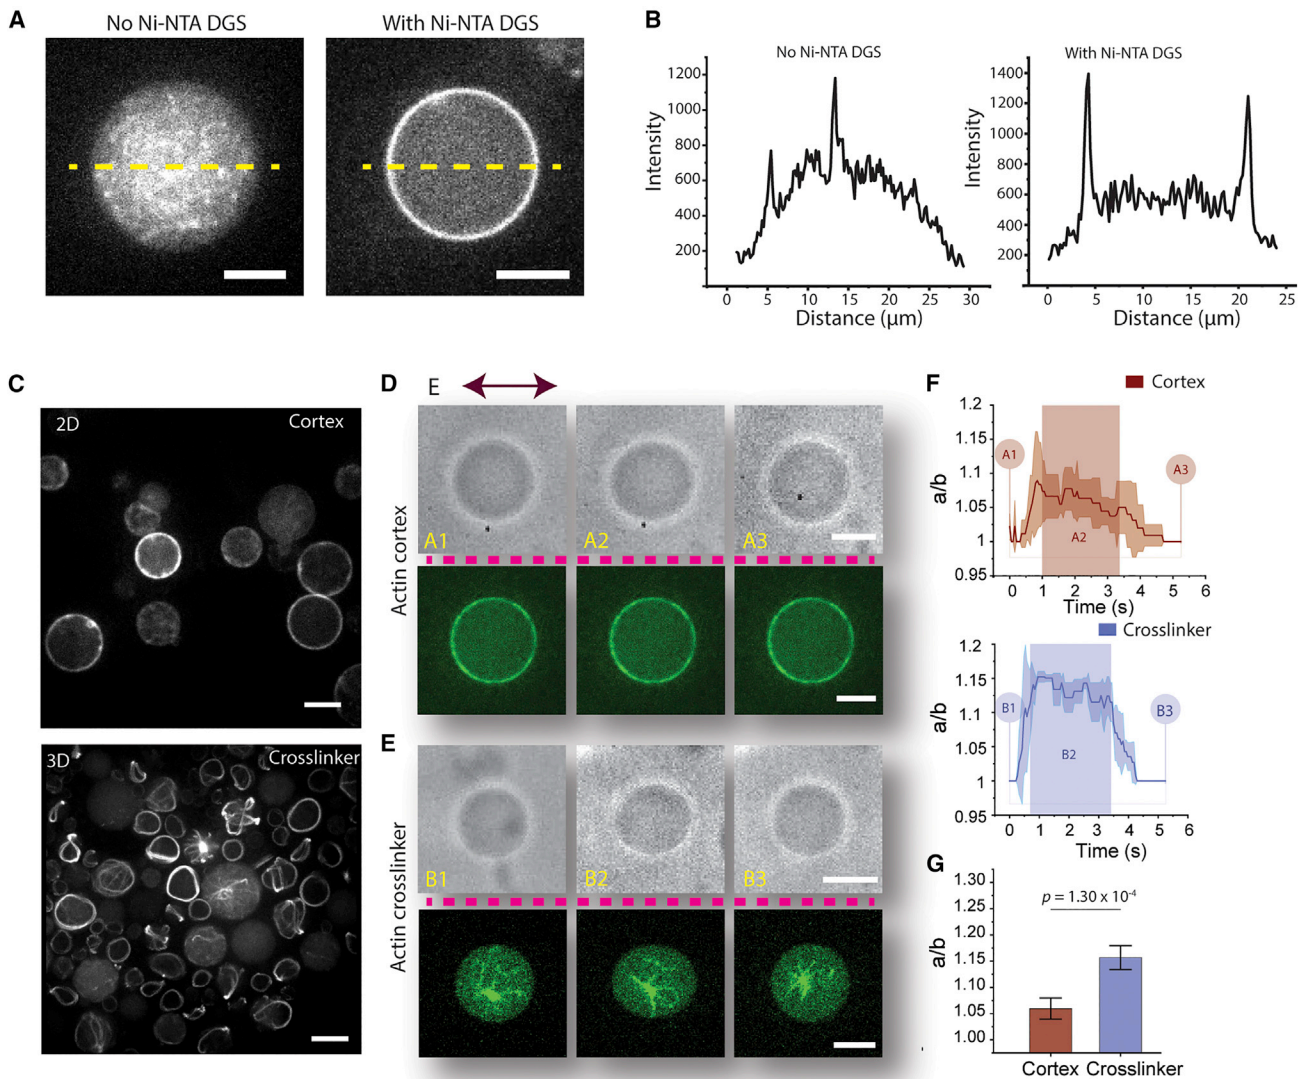 A
No Ni-NTA DGS
With Ni-NTA DGS
B
No Ni-NTA DGS
Intensity
1200
1000
800
600
400
200
0
5
10
15
20
25
30
Distance (µm)
With Ni-NTA DGS
Intensity
1400
1200
1000
800
600
400
200
0
5
10
15
20
25
Distance (µm)
C
2D
Cortex
3D
Crosslinker
D
E
Actin cortex
A1
A2
A3
E
Actin crosslinker
B1
B2
B3
F
Cortex
a/b
1.2
1.15
1.1
1.05
1
0.95
A1
A2
A3
0
1
2
3
4
5
6
Time (s)
Crosslinker
a/b
1.2
1.15
1.1
1.05
1
0.95
B1
B2
B3
0
1
2
3
4
5
6
Time (s)
G
a/b
1.30
1.25
1.20
1.15
1.10
1.05
1.00
p = 1.30 x 10⁻⁴
Cortex
Crosslinker